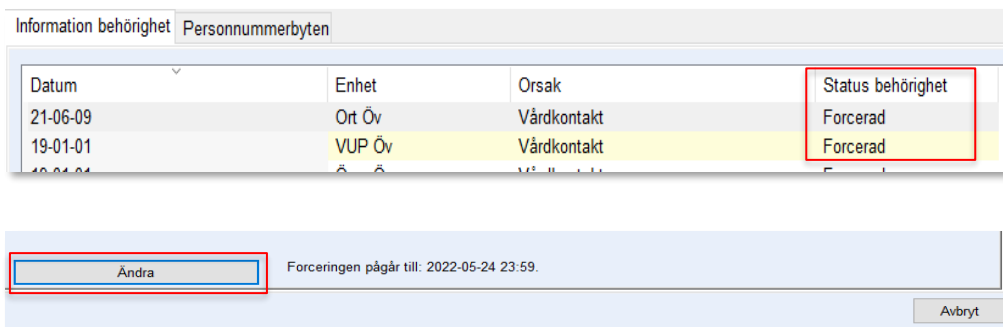 Information behörighet Personnummerbyten
Datum Enhet Orsak Status behörighet
21-06-09 Ort Öv Vårdkontakt Forcerad
19-01-01 VUP Öv Vårdkontakt Forcerad
Ändra Forceringen pågår till: 2022-05-24 23:59.
Avbryt